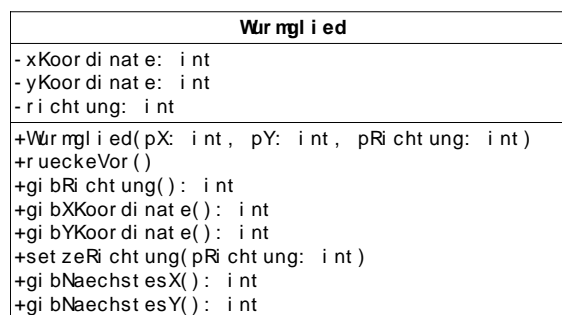 Wurmglied
- xKoordinate: int
- yKoordinate: int
- richtung: int
+Wurmglied(pX: int, pY: int, pRichtung: int)
+rueckeVor()
+gibRichtung(): int
+gibXKoordinate(): int
+gibYKoordinate(): int
+setzeRichtung(pRichtung: int)
+gibNaechstesX(): int
+gibNaechstesY(): int